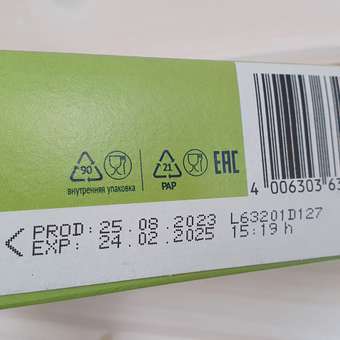 90
21
EAC
внутренняя упаковка
PAP
4 006303 63
PROD: 25.08.2023 L63201D127
EXP: 24.02.2025 15:19 h